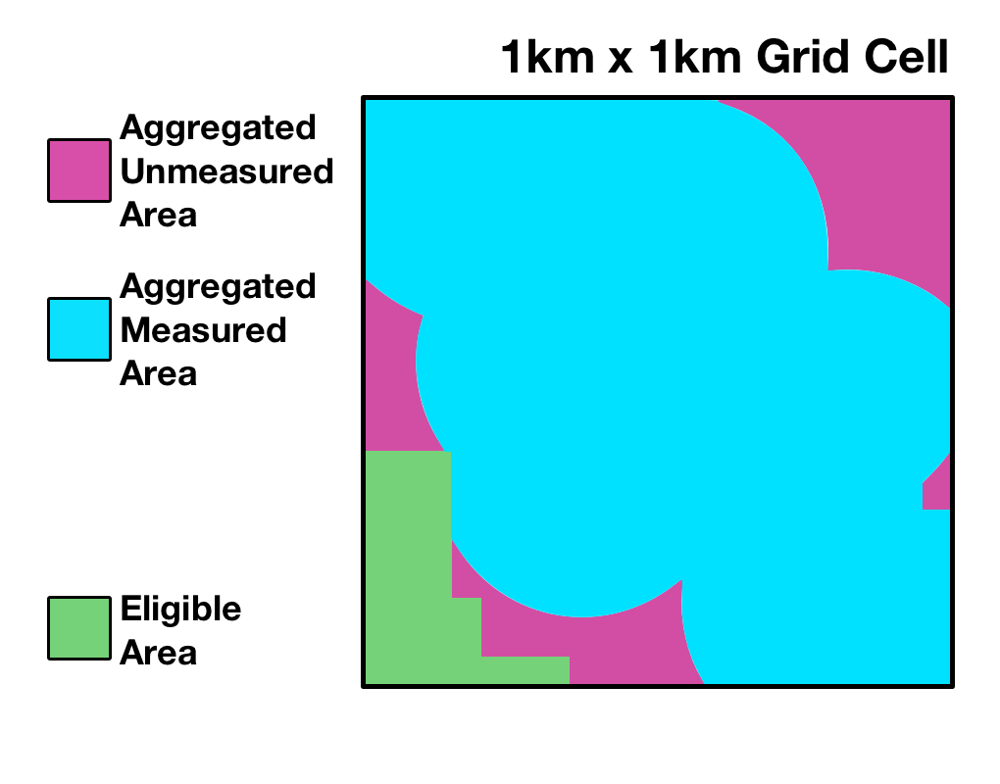 1km x 1km Grid Cell
Aggregated
Unmeasured
Area
Aggregated
Measured
Area
Eligible
Area